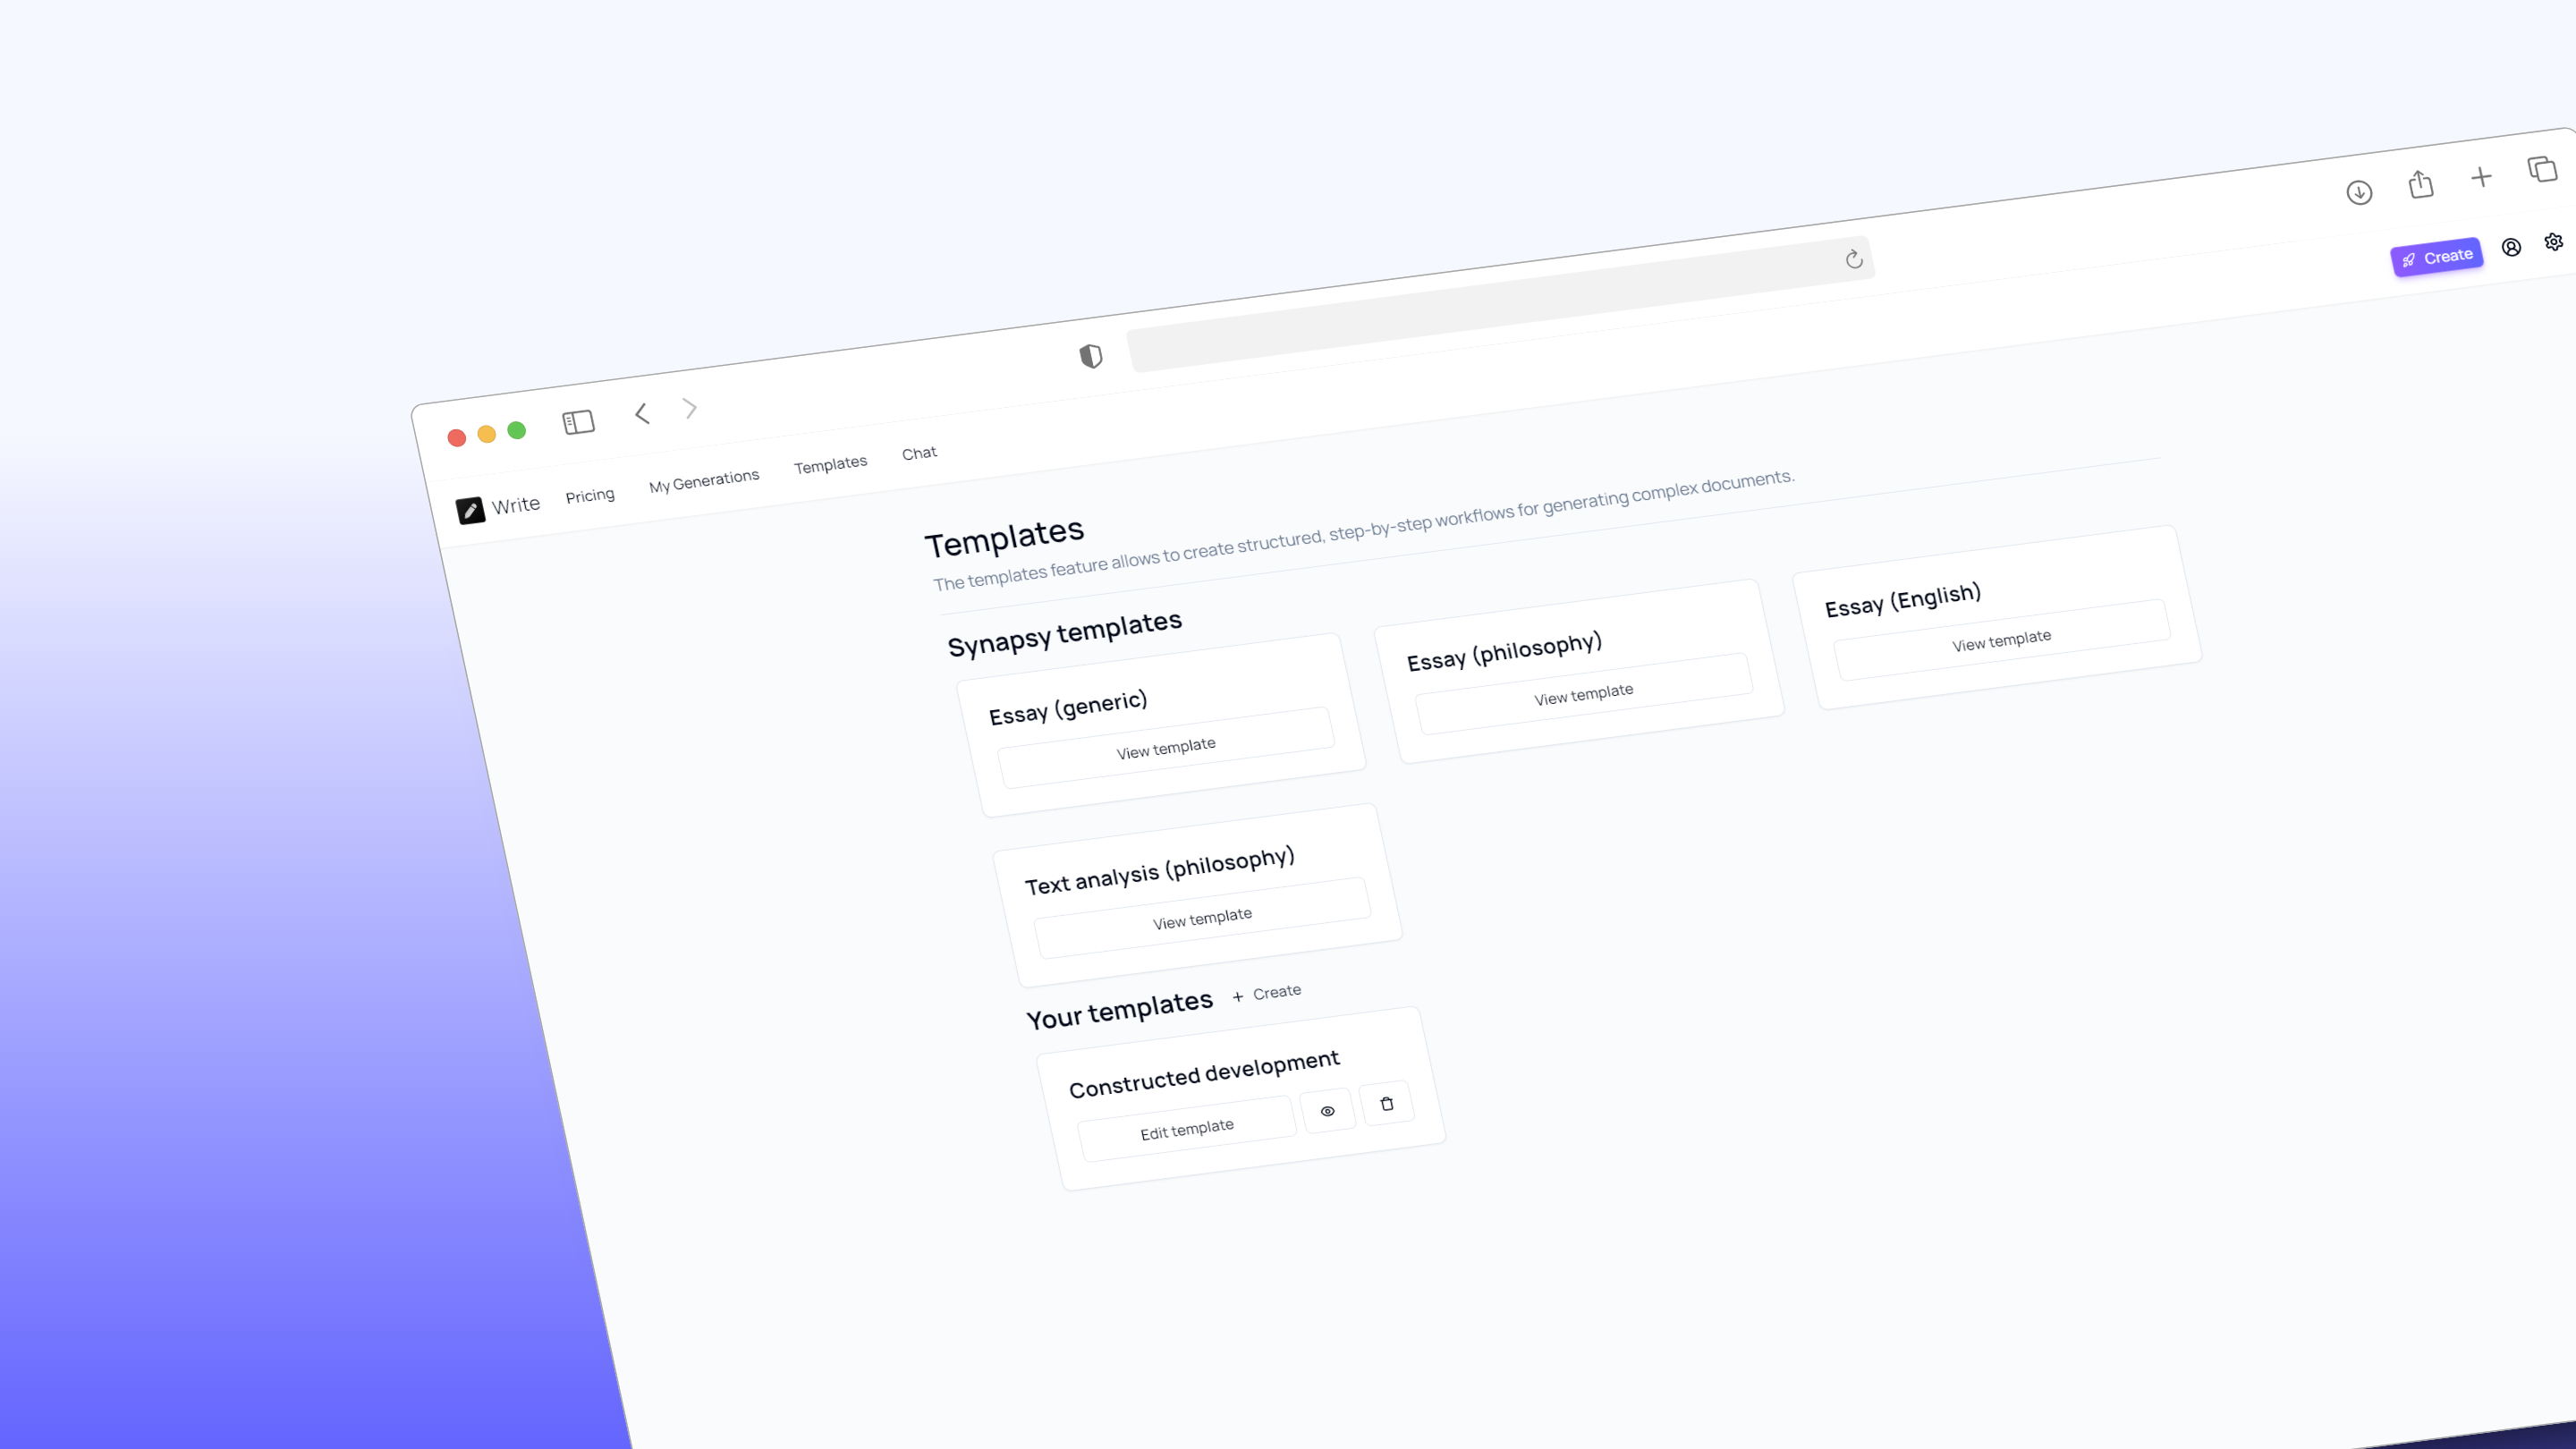 Write Pricing My Generations Templates Chat Create
Templates
The templates feature allows to create structured, step-by-step workflows for generating complex documents.
Synapsy templates
Essay (generic)
View template
Essay (philosophy)
View template
Essay (English)
View template
Text analysis (philosophy)
View template
Your templates + Create
Constructed development
Edit template